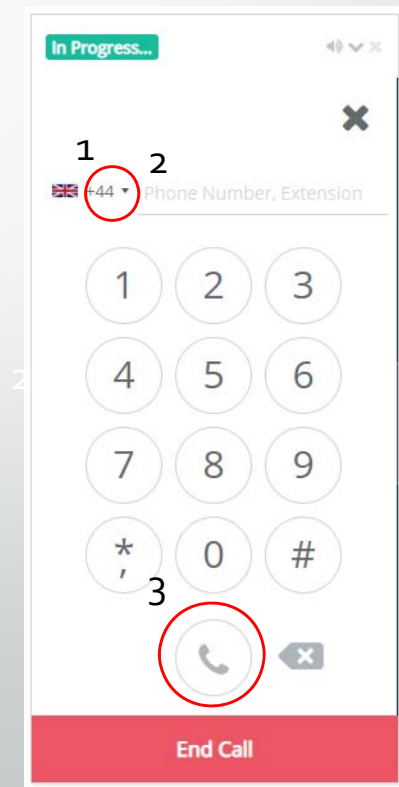 In Progress...
1 2
+44 Phone Number, Extension
1 2 3
2
4 5 6
7 8 9
* , 0 #
3
End Call